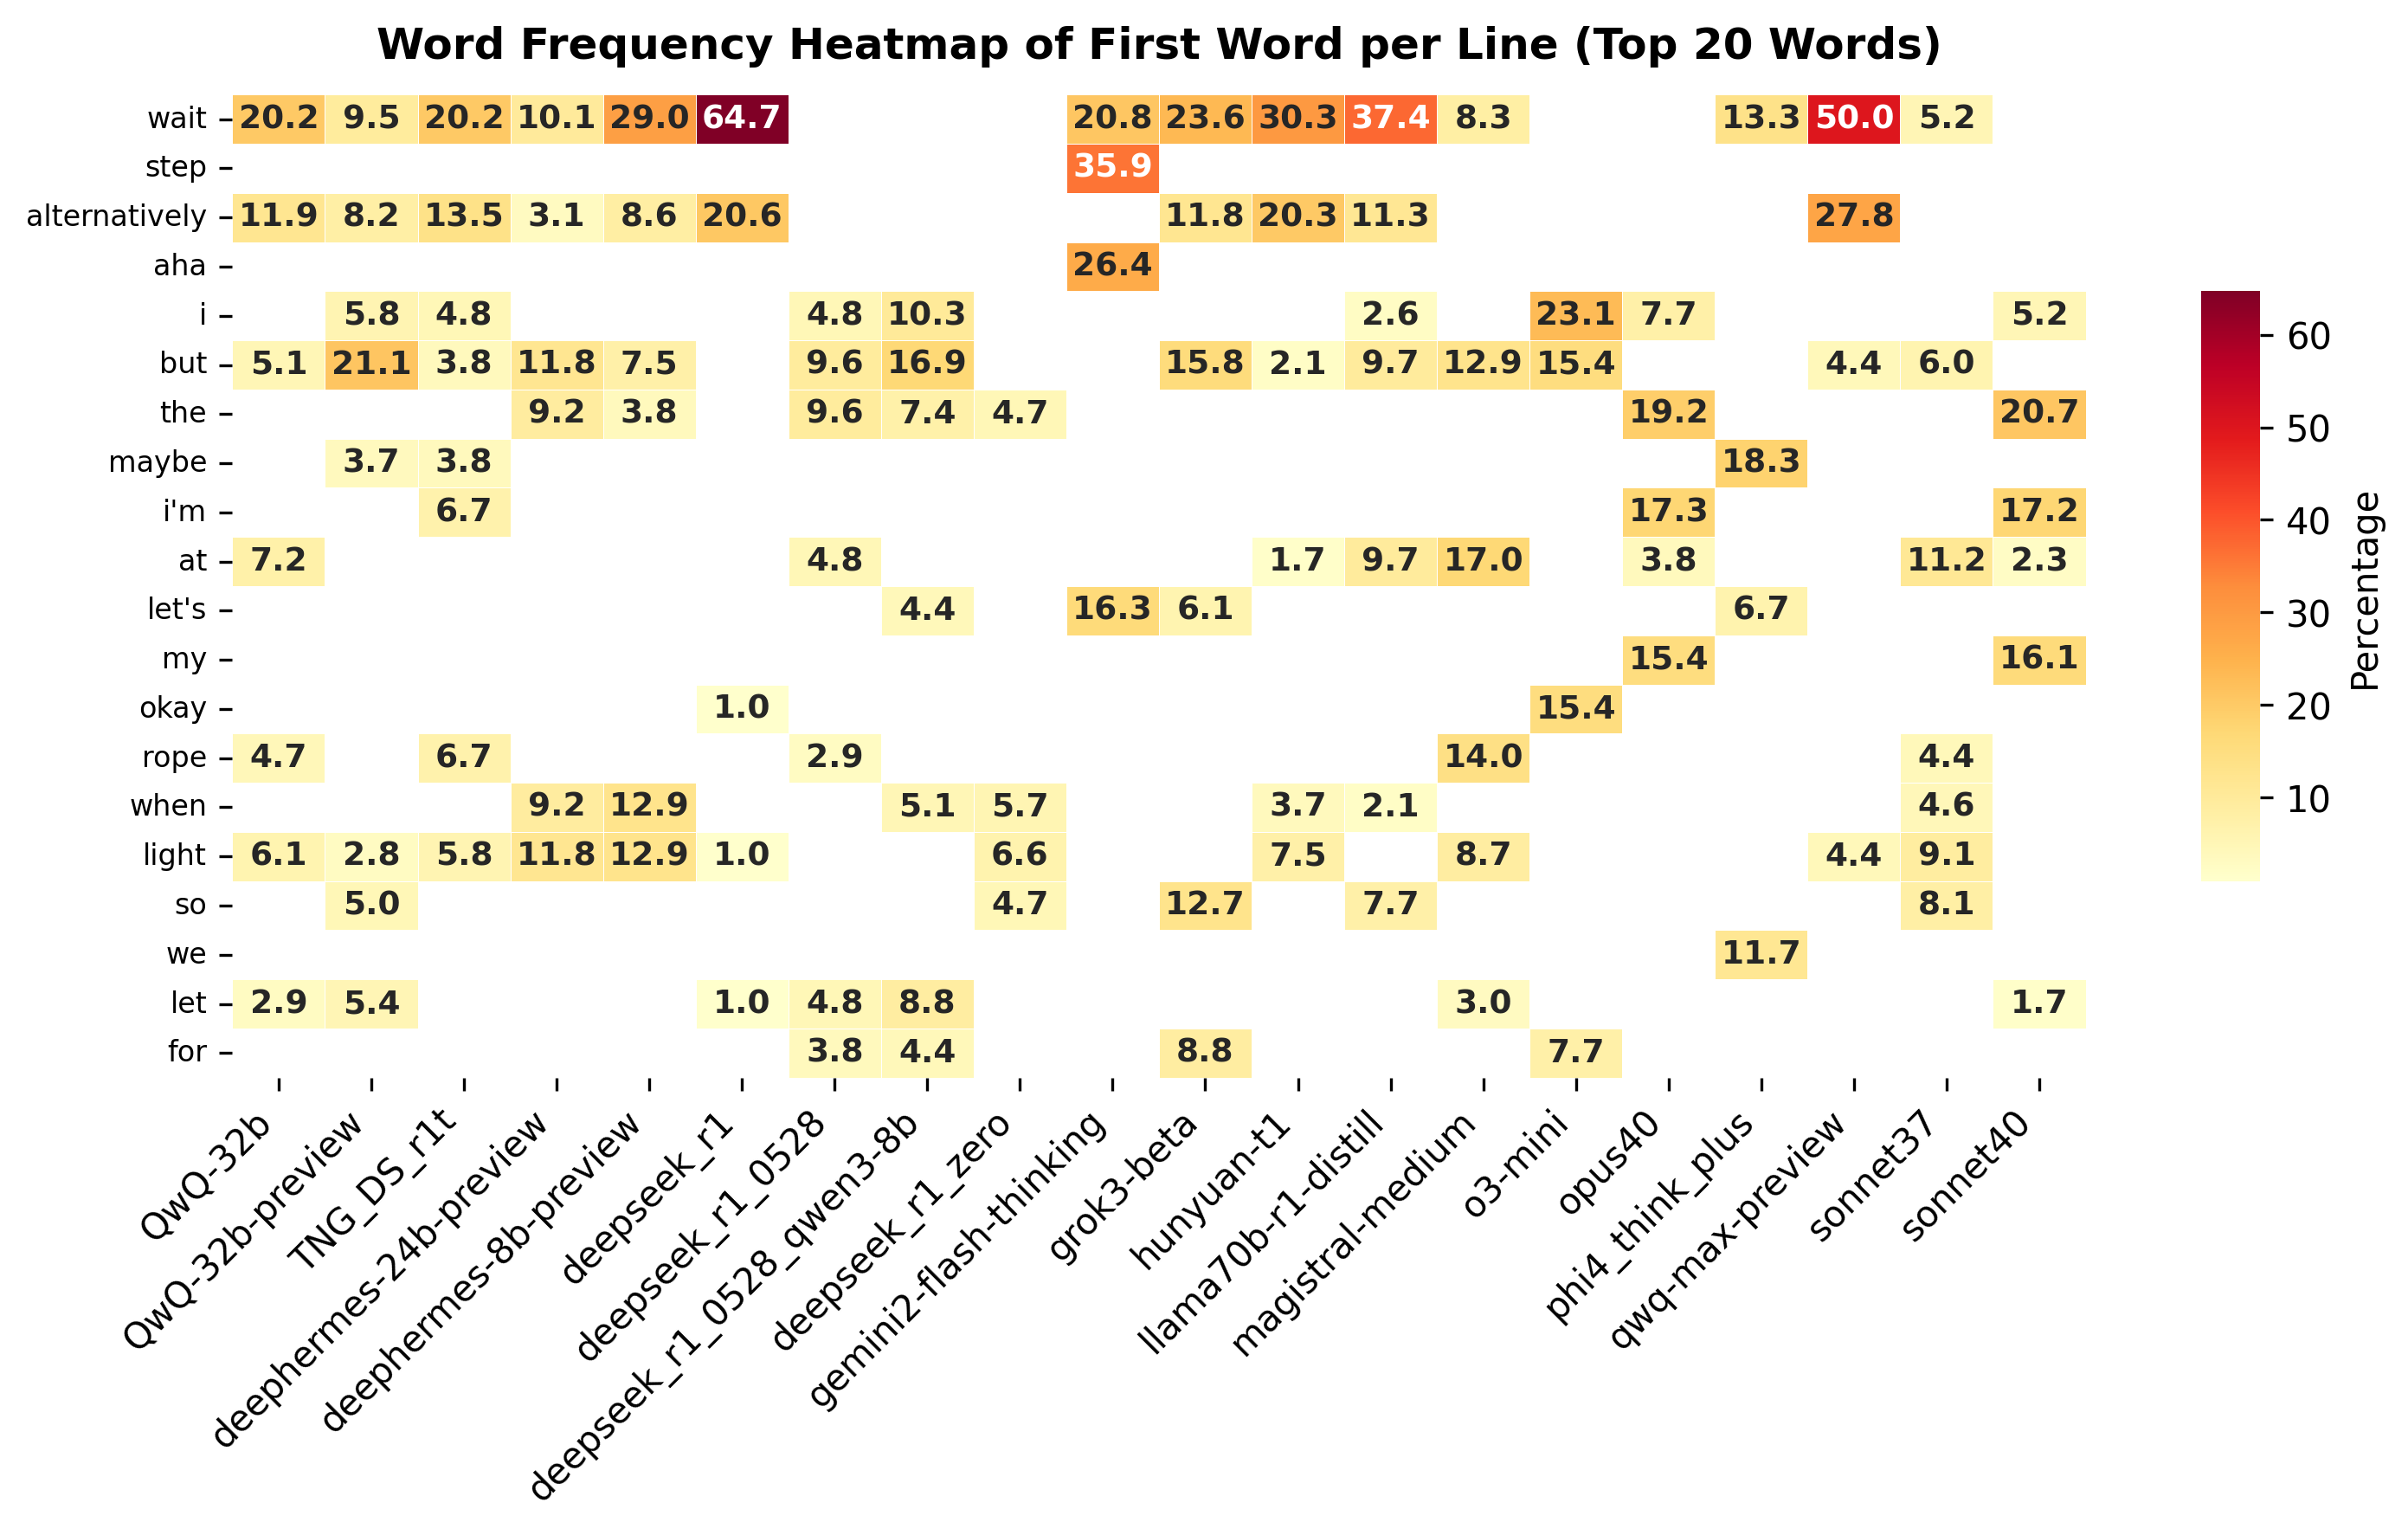 Word Frequency Heatmap of First Word per Line (Top 20 Words)
wait 20.2 9.5 20.2 10.1 29.0 64.7 20.8 23.6 30.3 37.4 8.3 13.3 50.0 5.2
step 35.9
alternatively 11.9 8.2 13.5 3.1 8.6 20.6 11.8 20.3 11.3 27.8
aha 26.4
i 5.8 4.8 4.8 10.3 2.6 23.1 7.7 5.2
but 5.1 21.1 3.8 11.8 7.5 9.6 16.9 15.8 2.1 9.7 12.9 15.4 4.4 6.0
the 9.2 3.8 9.6 7.4 4.7 19.2 20.7
maybe 3.7 3.8 18.3
i'm 6.7 17.3 17.2
at 7.2 4.8 1.7 9.7 17.0 3.8 11.2 2.3
let's 4.4 16.3 6.1 6.7
my 15.4 16.1
okay 1.0 15.4
rope 4.7 6.7 2.9 14.0 4.4
when 9.2 12.9 5.1 5.7 3.7 2.1 4.6
light 6.1 2.8 5.8 11.8 12.9 1.0 6.6 7.5 8.7 4.4 9.1
so 5.0 4.7 12.7 7.7 8.1
we 11.7
let 2.9 5.4 1.0 4.8 8.8 3.0 1.7
for 3.8 4.4 8.8 7.7
QwQ-32b
QwQ-32b-preview
TNG_DS_r1t
deephermes-24b-preview
deephermes-8b-preview
deepseek_r1
deepseek_r1_0528
deepseek_r1_0528_qwen3-8b
deepseek_r1_zero
gemini2-flash-thinking
grok3-beta
hunyuan-t1
llama70b-r1-distill
magistral-medium
o3-mini
opus40
phi4_think_plus
qwq-max-preview
sonnet37
sonnet40
60
50
40
30
20
10
Percentage